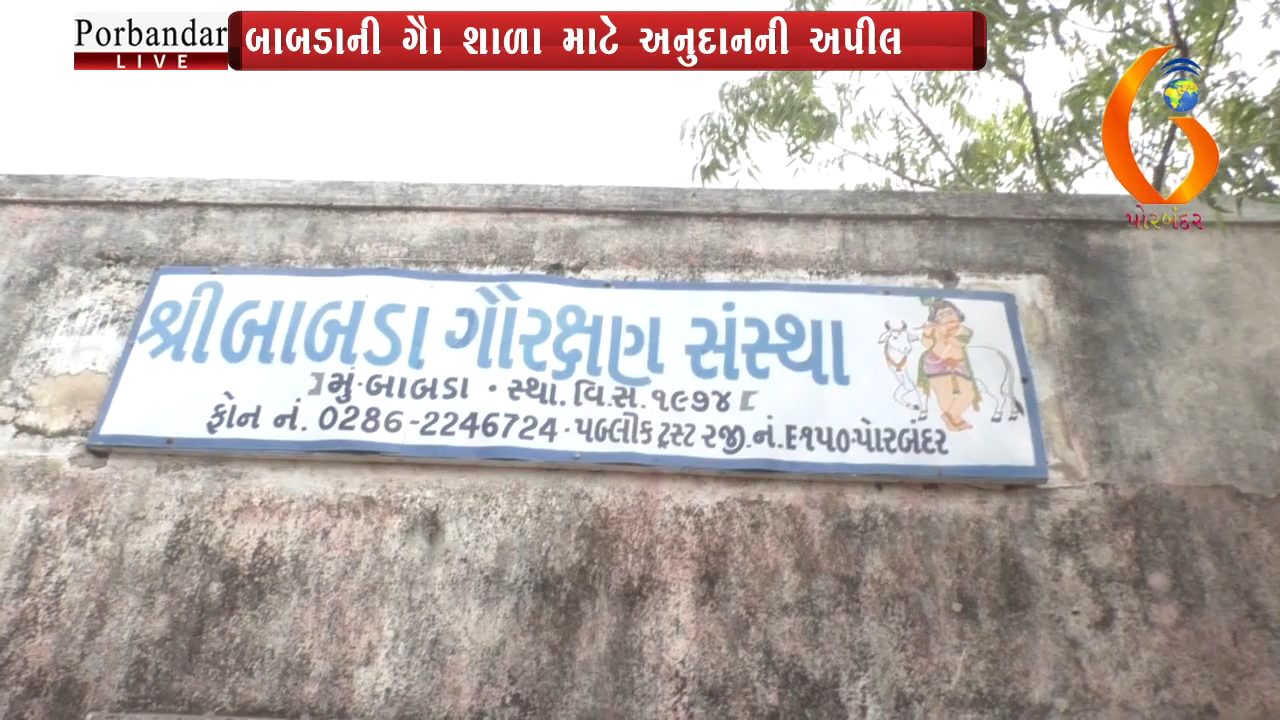 Porbandar
LIVE
બાબડાની ગૌ શાળા માટે અનુદાનની અપીલ
પોરબંદર
શ્રી બાબડા ગૌરક્ષણ સંસ્થા
મું·બાબડા · સ્થા. વિ.સ. ૧૯૭૪
ફોન નં. 0286-2246724 · પબ્લીક ટ્રસ્ટ રજી. નં. E૧૫૦ પોરબંદર